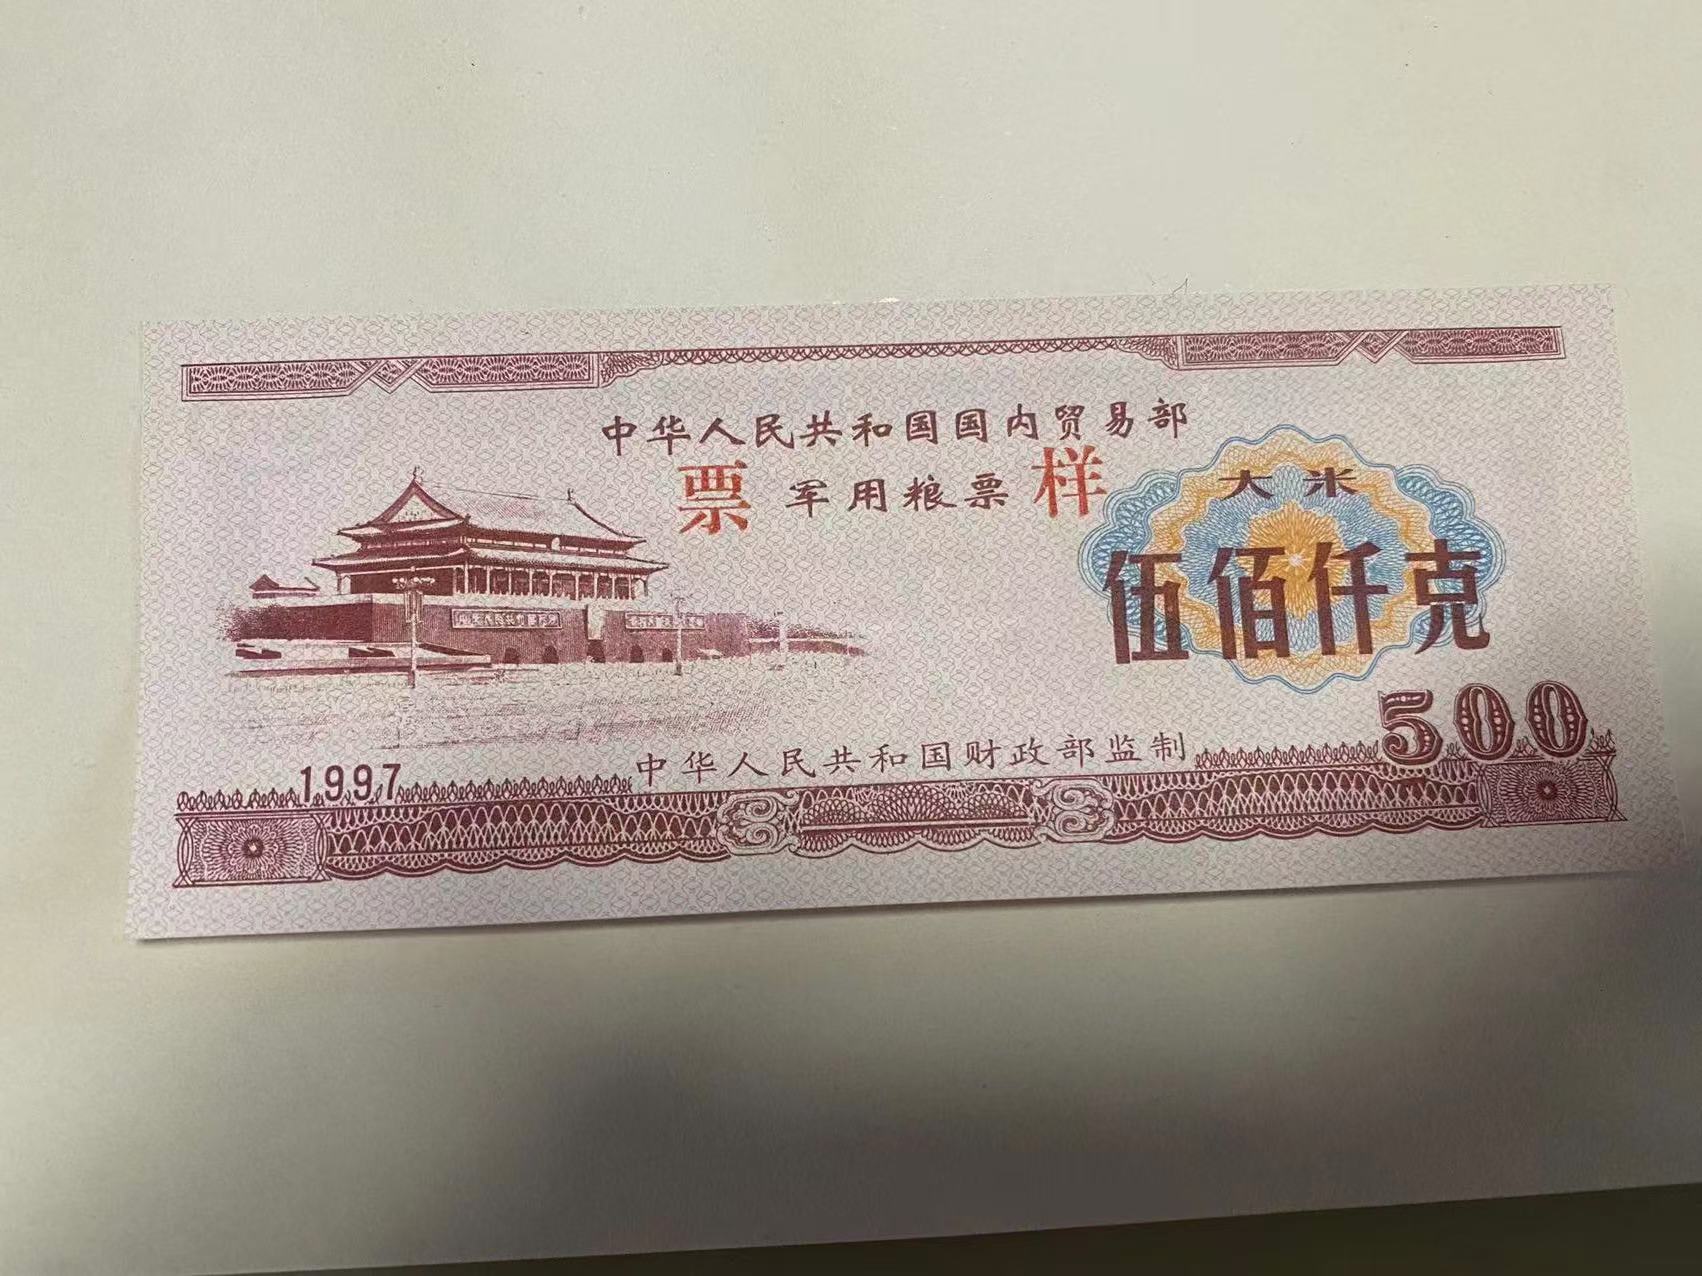 中华人民共和国国内贸易部
票 军用粮票 样
大米
伍佰仟克
500
中华人民共和国财政部监制
1997